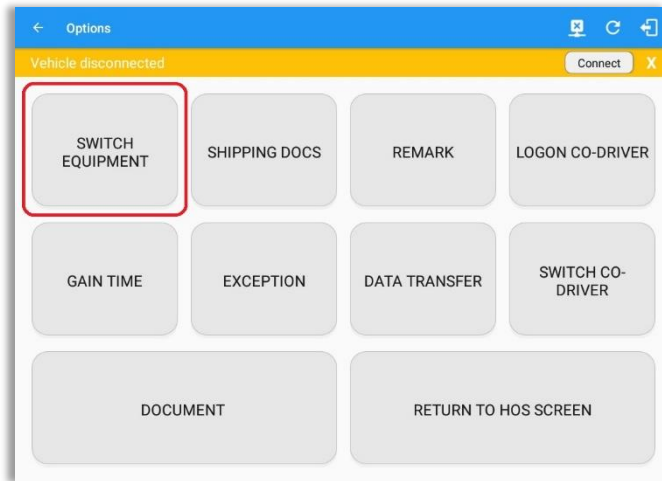 Options
Vehicle disconnected
Connect
X
SWITCH
EQUIPMENT
SHIPPING DOCS
REMARK
LOGON CO-DRIVER
GAIN TIME
EXCEPTION
DATA TRANSFER
SWITCH CO-
DRIVER
DOCUMENT
RETURN TO HOS SCREEN